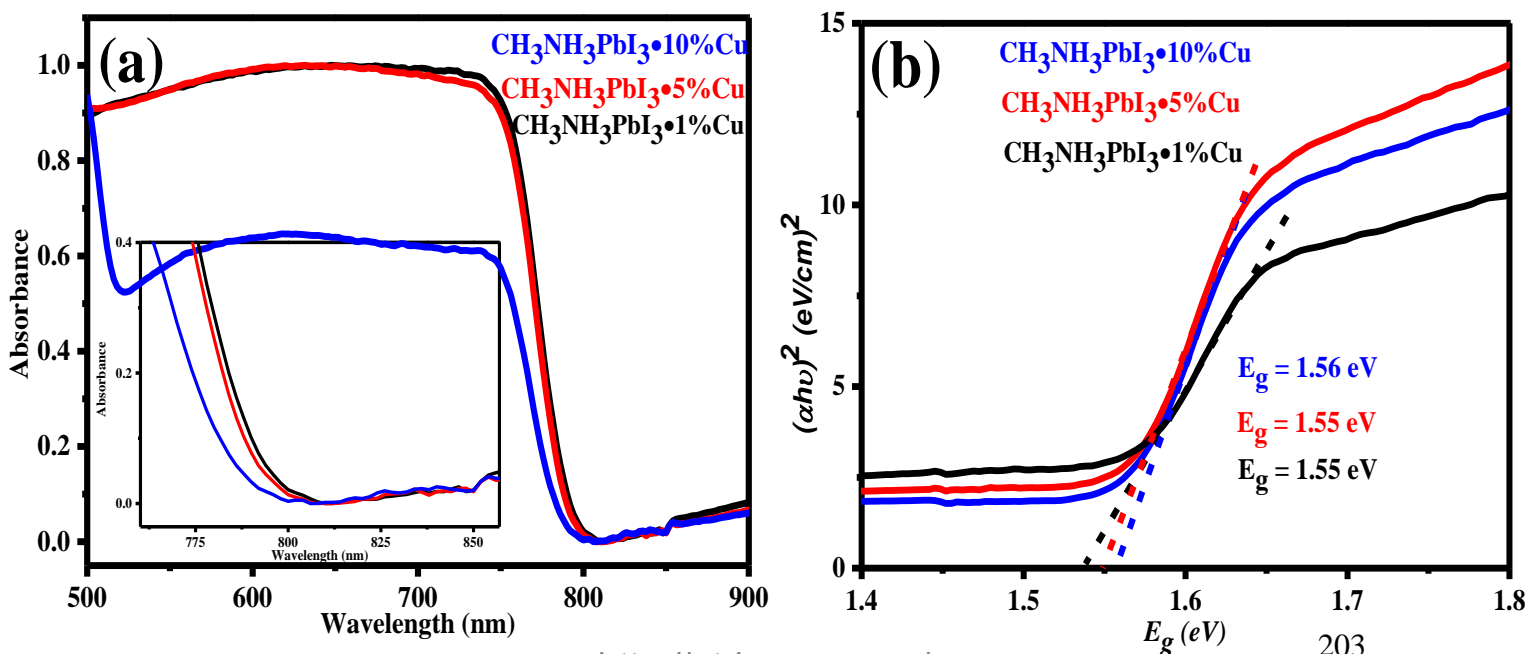 (a)
CH3NH3PbI3•10%Cu
CH3NH3PbI3•5%Cu
CH3NH3PbI3•1%Cu
Absorbance
1.0
0.8
0.6
0.4
0.2
0.0
500 600 700 800 900
Wavelength (nm)
Absorbance
0.4
0.2
0.0
775 800 825 850
Wavelength (nm)
(b)
CH3NH3PbI3•10%Cu
CH3NH3PbI3•5%Cu
CH3NH3PbI3•1%Cu
(αhυ)2 (eV/cm)2
15
10
5
0
Eg = 1.56 eV
Eg = 1.55 eV
Eg = 1.55 eV
1.4 1.5 1.6 1.7 1.8
Eg (eV)
203